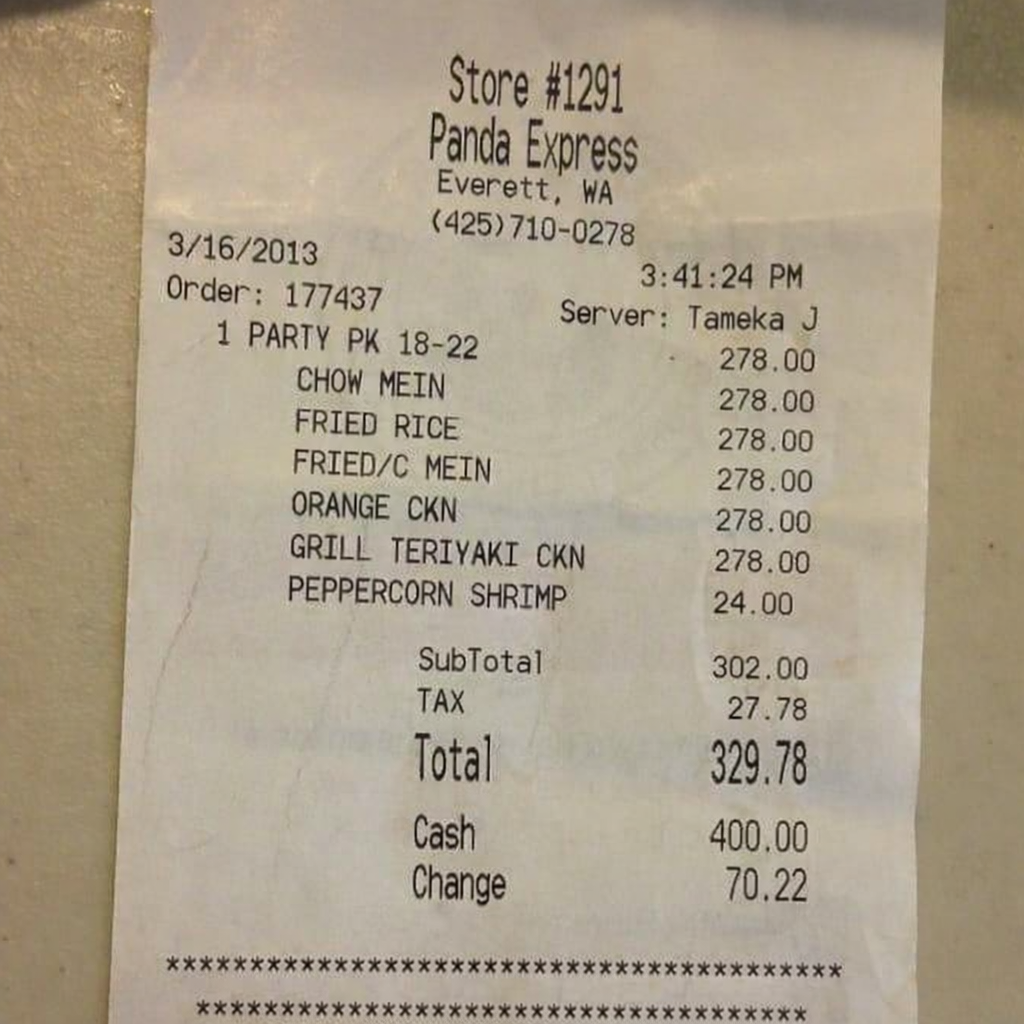 Store #1291
Panda Express
Everett, WA
(425)710-0278
3/16/2013 3:41:24 PM
Order: 177437 Server: Tameka J
1 PARTY PK 18-22 278.00
CHOW MEIN 278.00
FRIED RICE 278.00
FRIED/C MEIN 278.00
ORANGE CKN 278.00
GRILL TERIYAKI CKN 278.00
PEPPERCORN SHRIMP 24.00
SubTotal 302.00
TAX 27.78
Total 329.78
Cash 400.00
Change 70.22
****************************************
************************************